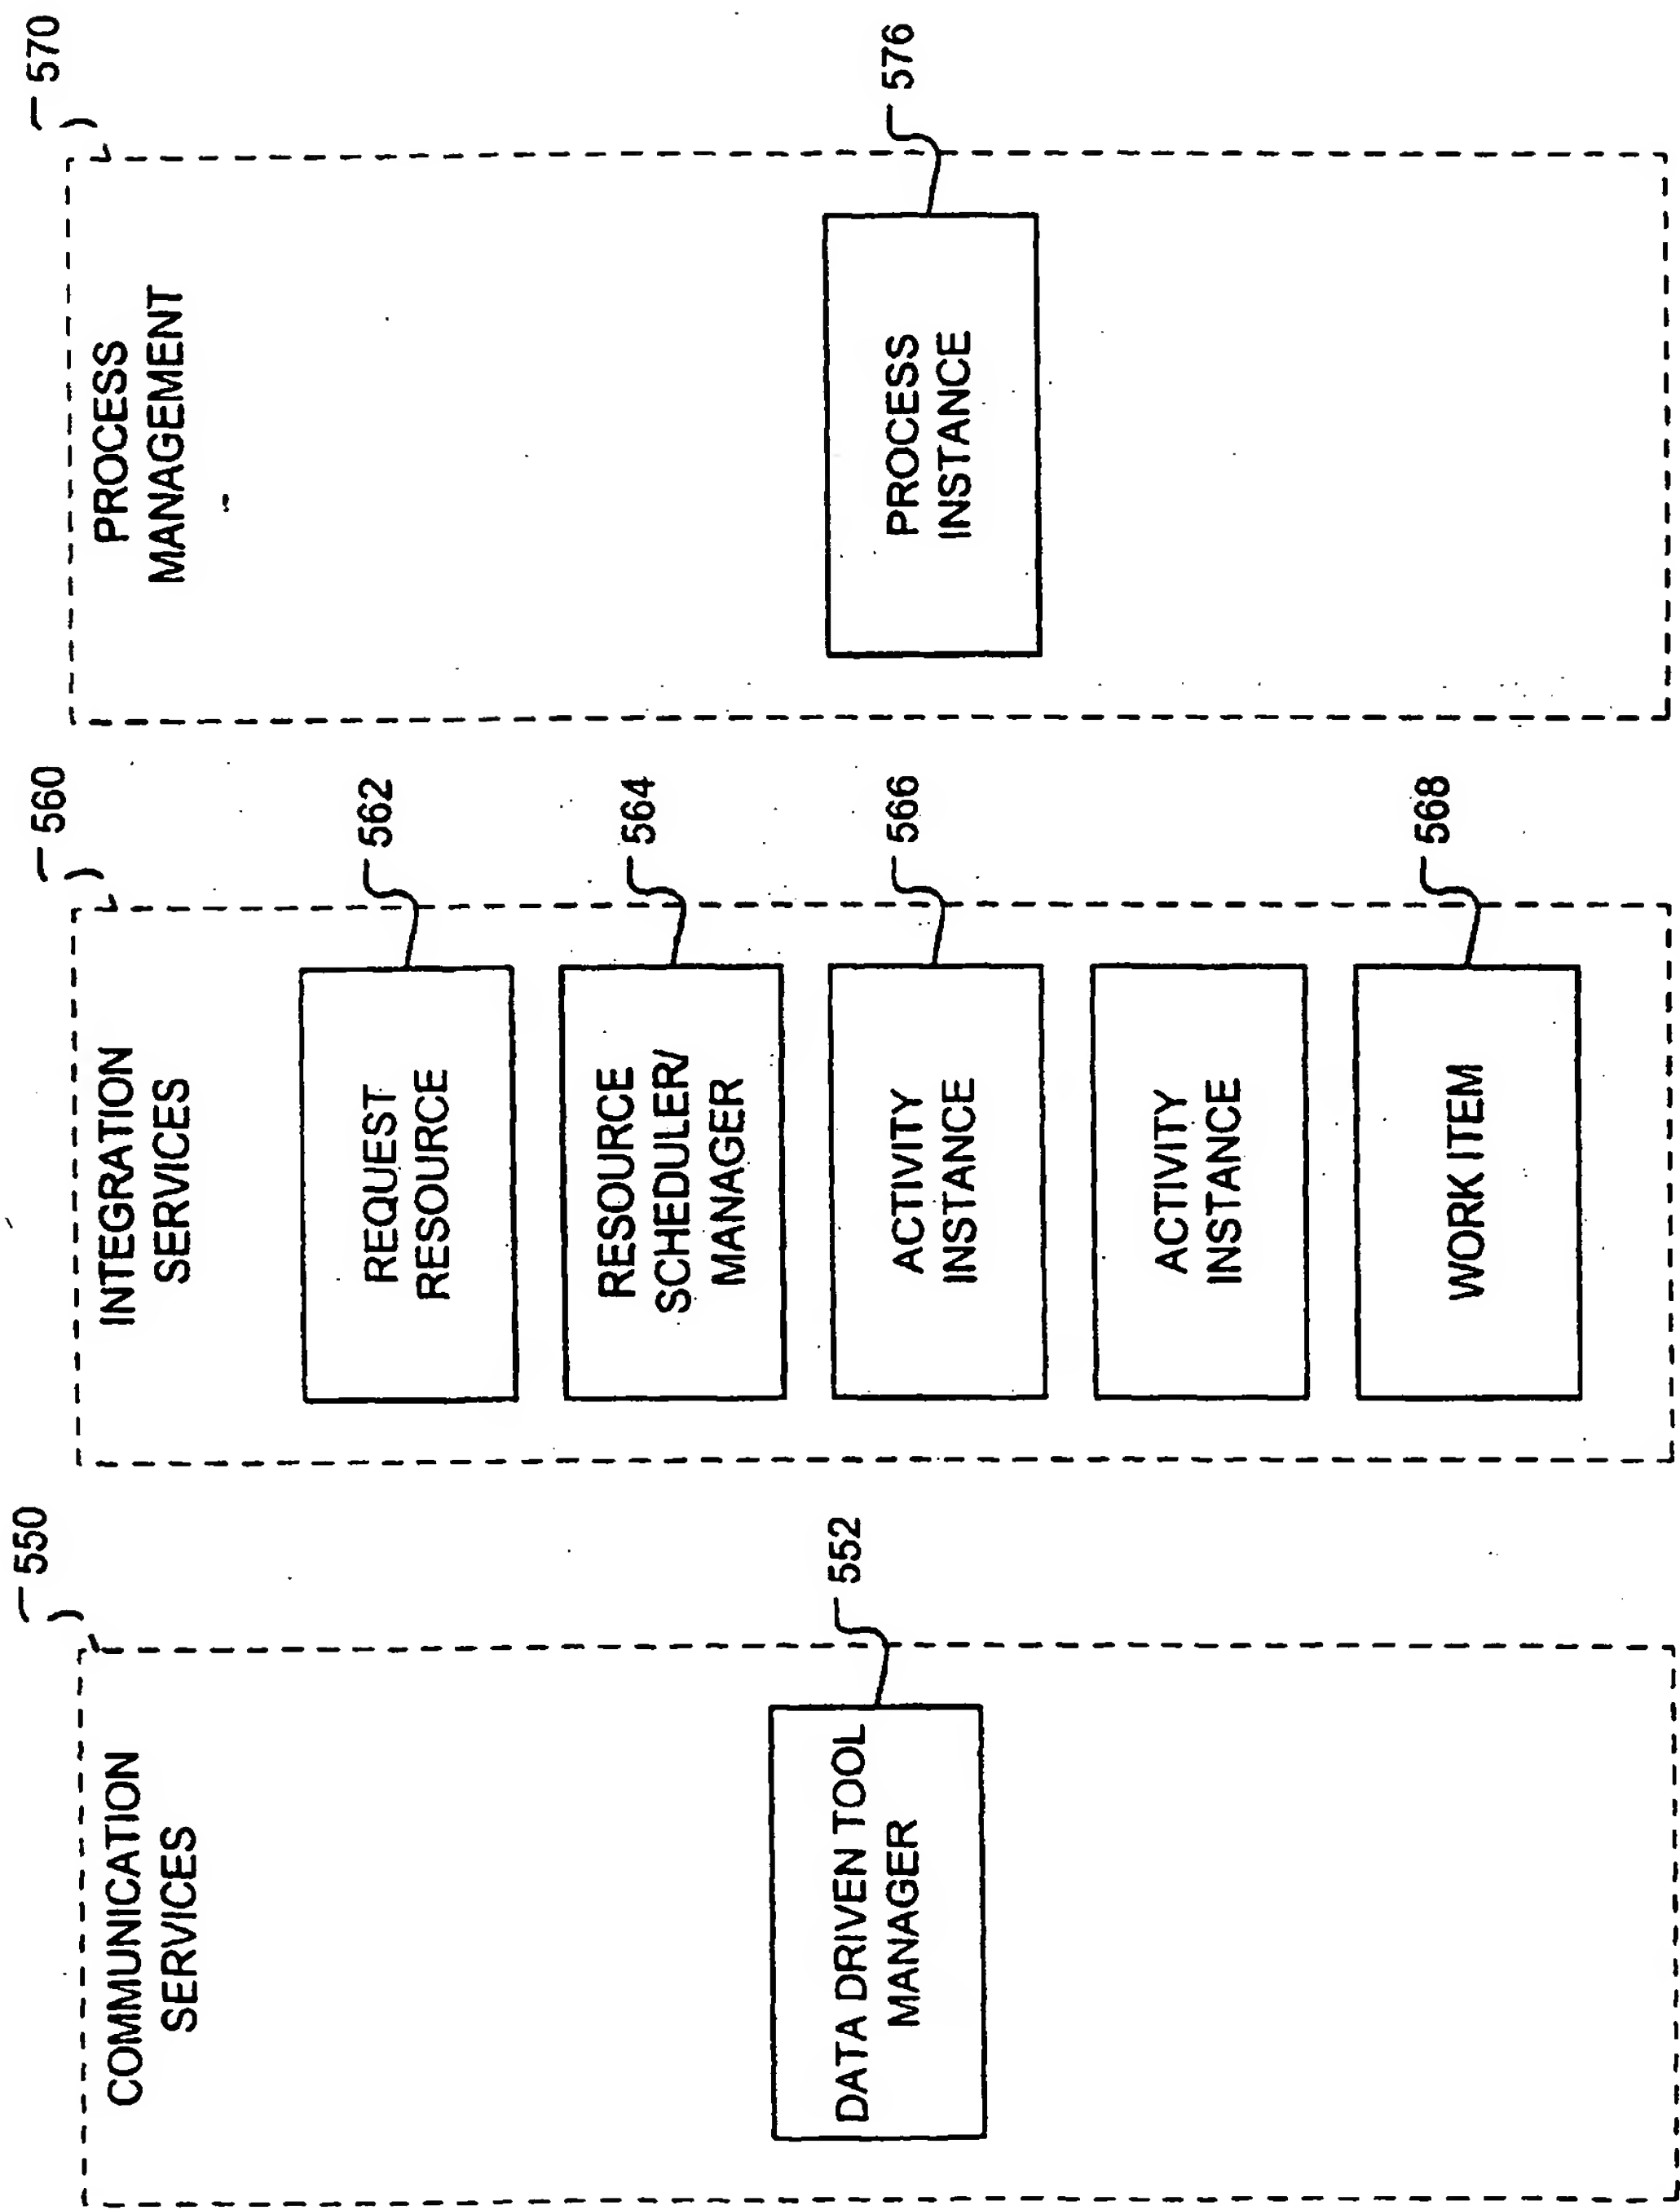 COMMUNICATION
SERVICES
550
DATA DRIVEN TOOL
MANAGER
552
INTEGRATION
SERVICES
560
REQUEST
RESOURCE
562
RESOURCE
SCHEDULER/
MANAGER
564
ACTIVITY
INSTANCE
566
ACTIVITY
INSTANCE
WORK ITEM
568
PROCESS
MANAGEMENT
570
PROCESS
INSTANCE
576